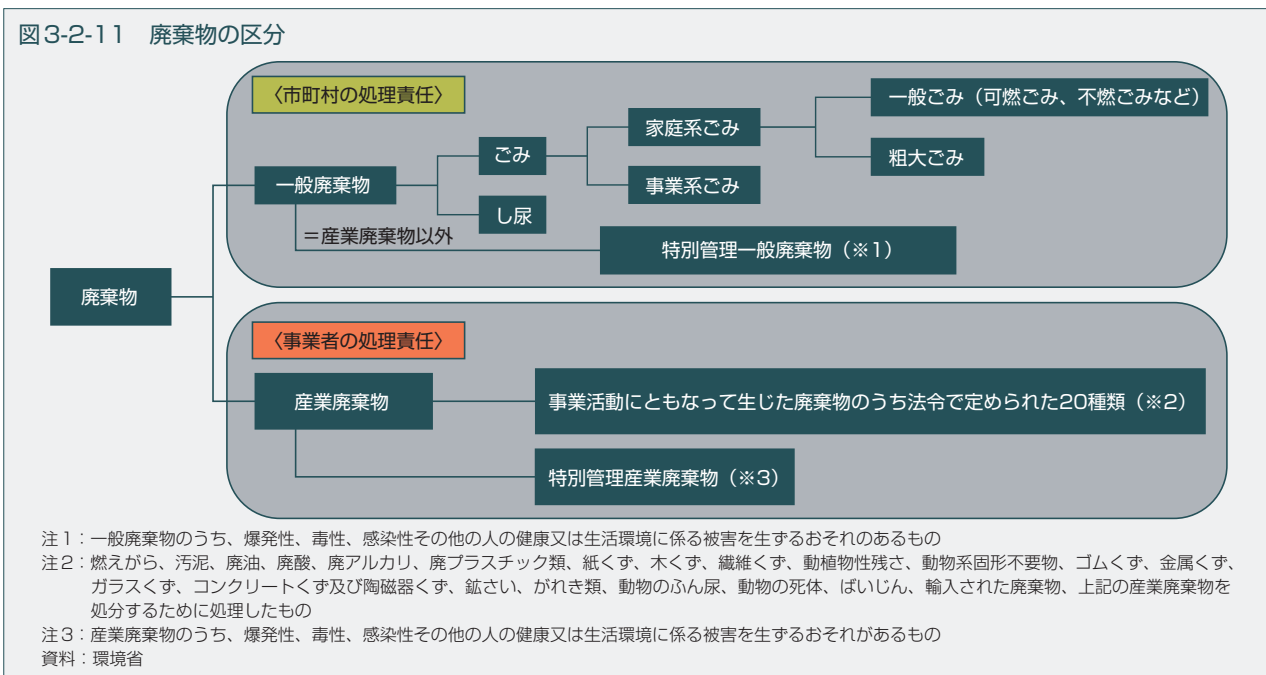 図3-2-11　廃棄物の区分
〈市町村の処理責任〉
一般ごみ（可燃ごみ、不燃ごみなど）
家庭系ごみ
ごみ
粗大ごみ
一般廃棄物
事業系ごみ
し尿
＝産業廃棄物以外
特別管理一般廃棄物（※1）
廃棄物
〈事業者の処理責任〉
産業廃棄物
事業活動にともなって生じた廃棄物のうち法令で定められた20種類（※2）
特別管理産業廃棄物（※3）
注1：一般廃棄物のうち、爆発性、毒性、感染性その他の人の健康又は生活環境に係る被害を生ずるおそれのあるもの
注2：燃えがら、汚泥、廃油、廃酸、廃アルカリ、廃プラスチック類、紙くず、木くず、繊維くず、動植物性残さ、動物系固形不要物、ゴムくず、金属くず、
ガラスくず、コンクリートくず及び陶磁器くず、鉱さい、がれき類、動物のふん尿、動物の死体、ばいじん、輸入された廃棄物、上記の産業廃棄物を
処分するために処理したもの
注3：産業廃棄物のうち、爆発性、毒性、感染性その他の人の健康又は生活環境に係る被害を生ずるおそれがあるもの
資料：環境省